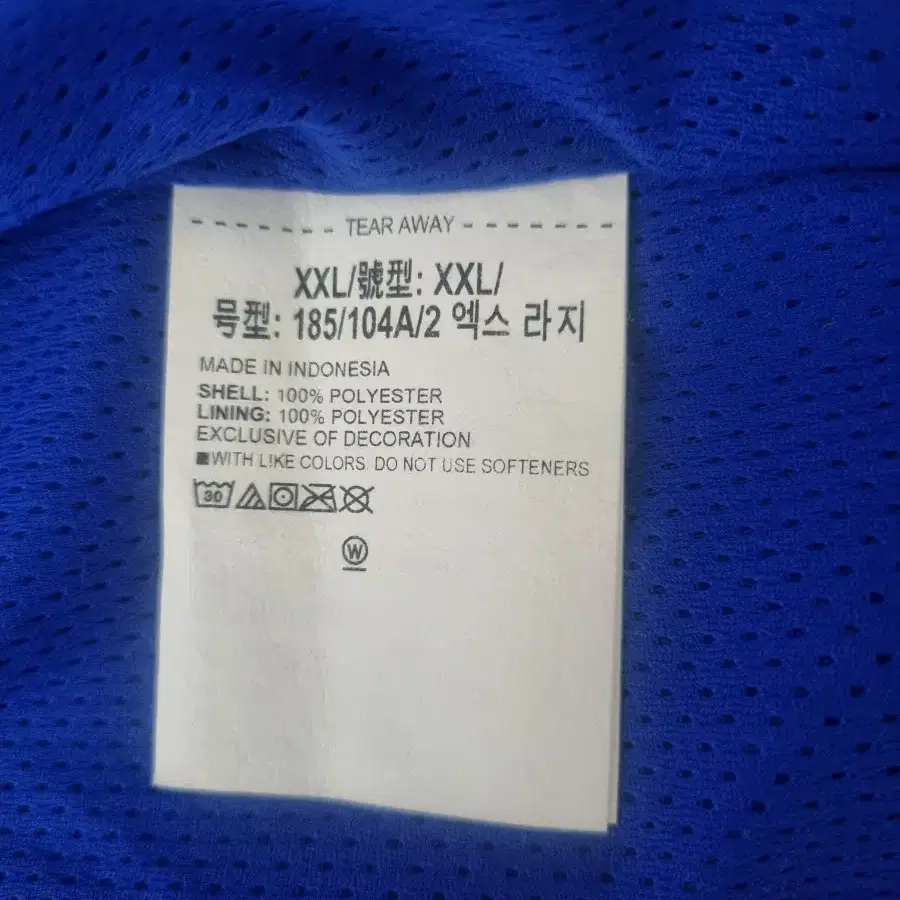 TEAR AWAY
XXL/號型: XXL/
号型: 185/104A/2 엑스 라지
MADE IN INDONESIA
SHELL: 100% POLYESTER
LINING: 100% POLYESTER
EXCLUSIVE OF DECORATION
WITH LIKE COLORS. DO NOT USE SOFTENERS
30
W